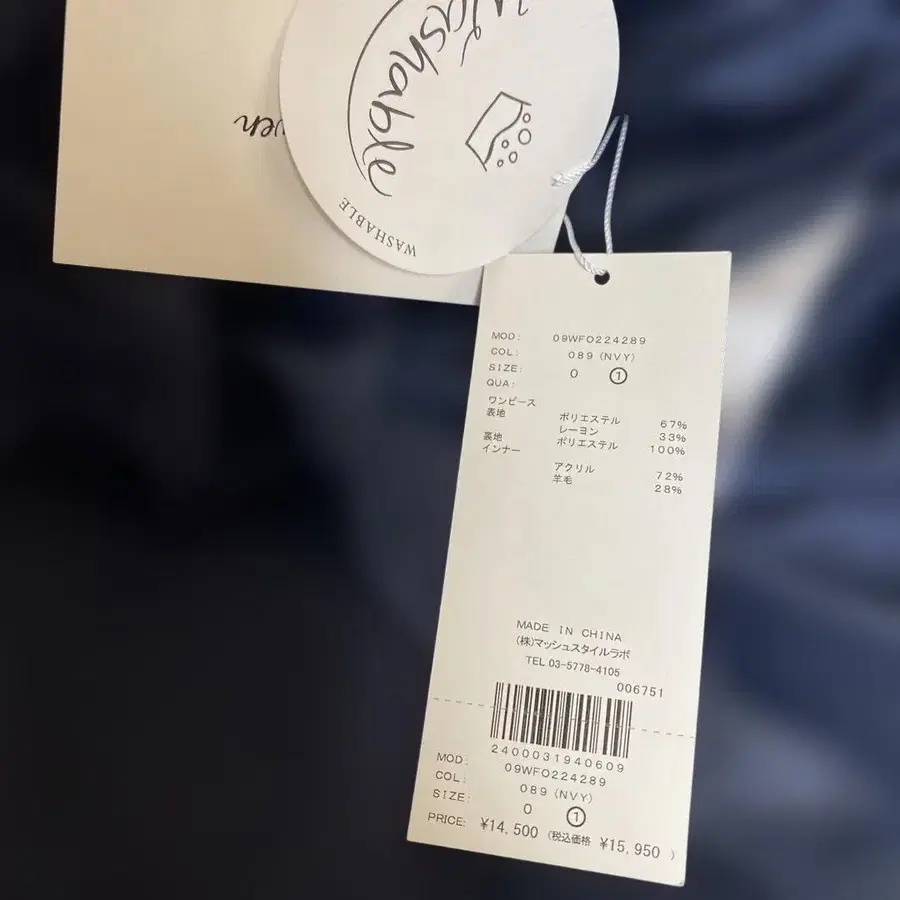 Washable
WASHABLE
MOD: 09WFO224289
COL: 089 (NVY)
SIZE: 0 ①
QUA:
ワンピース
表地 ポリエステル 67%
レーヨン 33%
裏地 ポリエステル 100%
インナー
アクリル 72%
羊毛 28%
MADE IN CHINA
(株)マッシュスタイルラボ
TEL 03-5778-4105
006751
2400031940609
MOD: 09WFO224289
COL: 089 (NVY)
SIZE: 0 ①
PRICE: ¥14,500 (税込価格 ¥15,950 )